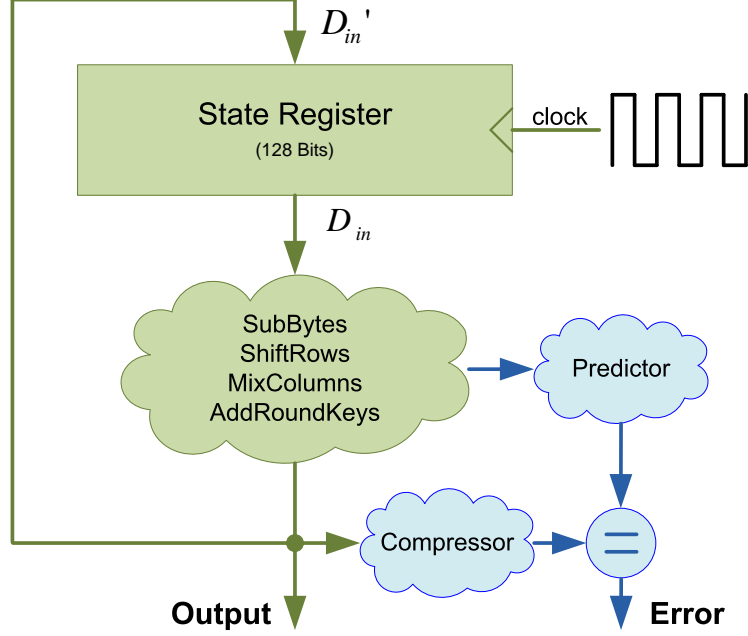 D_in'
State Register
(128 Bits)
clock
D_in
SubBytes
ShiftRows
MixColumns
AddRoundKeys
Predictor
Compressor
=
Output
Error